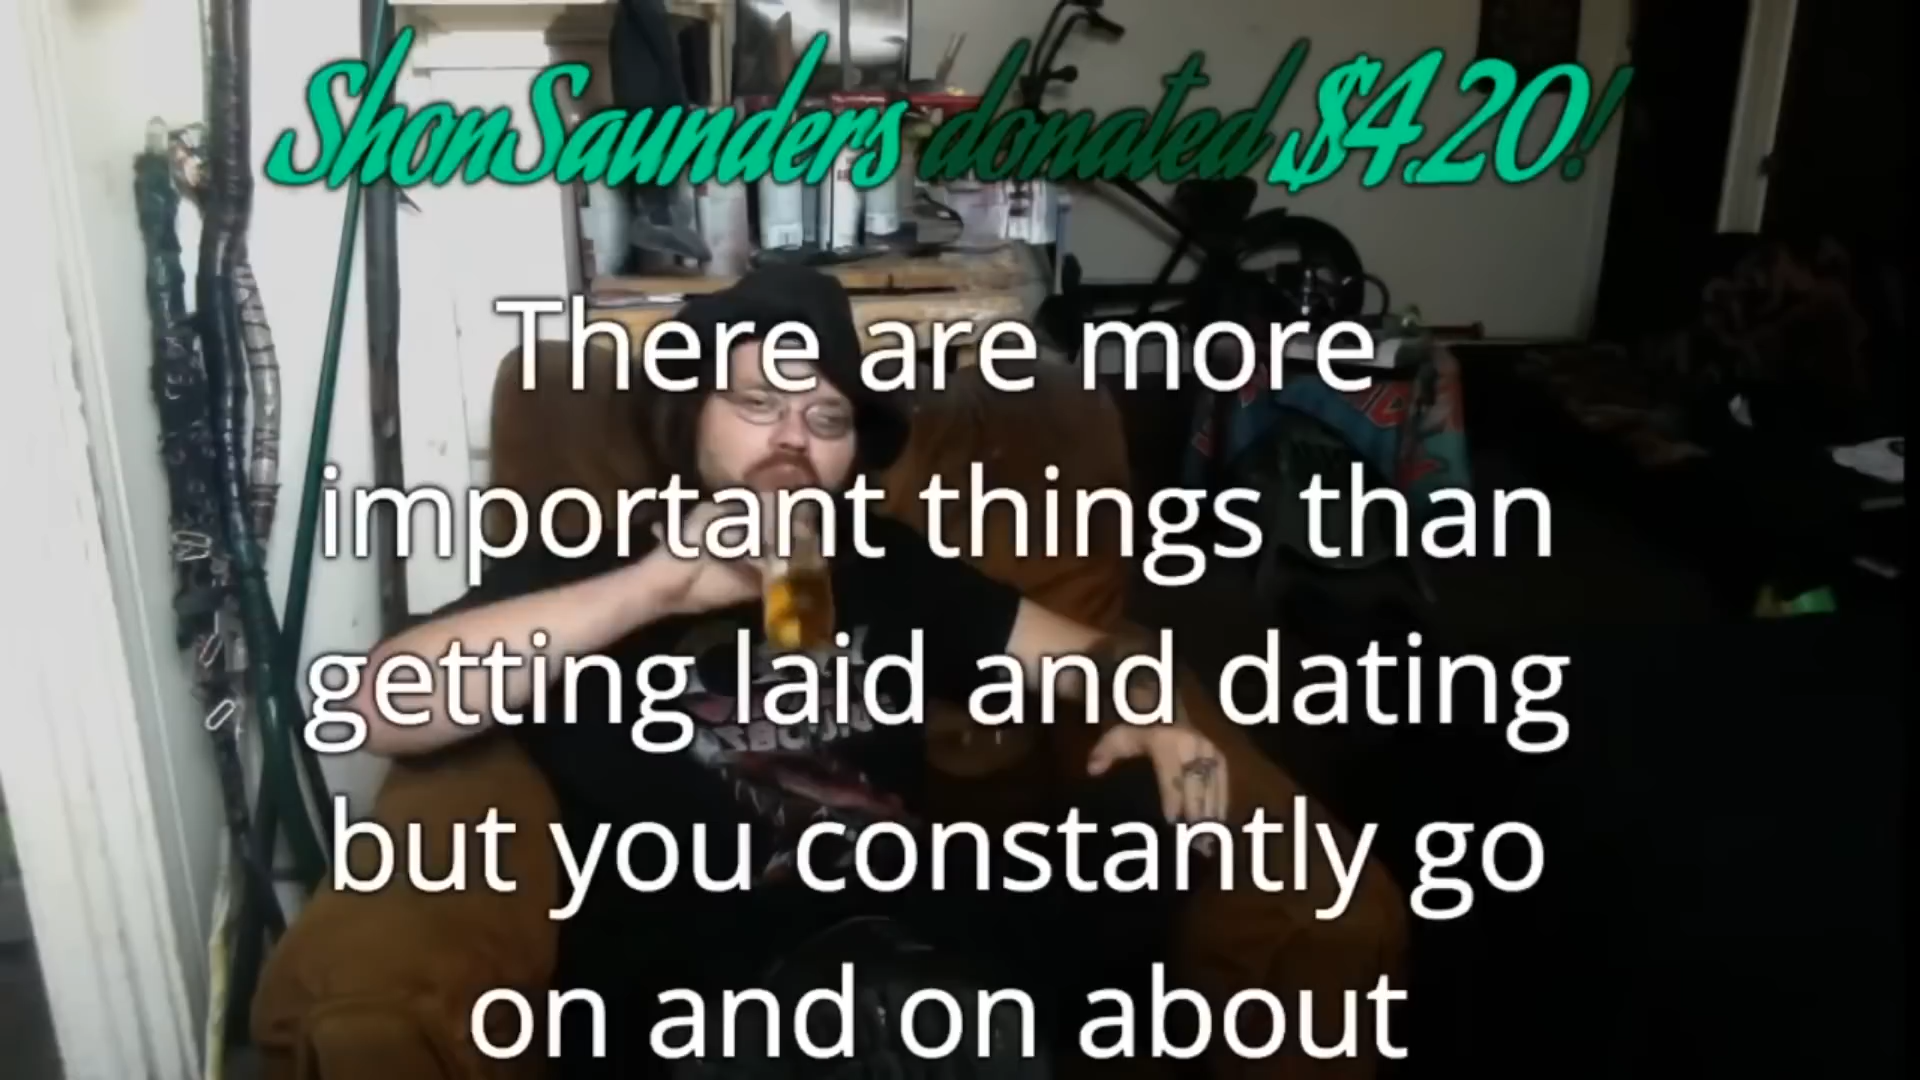 ShonSaunders donated $4.20!
There are more
important things than
getting laid and dating
but you constantly go
on and on about